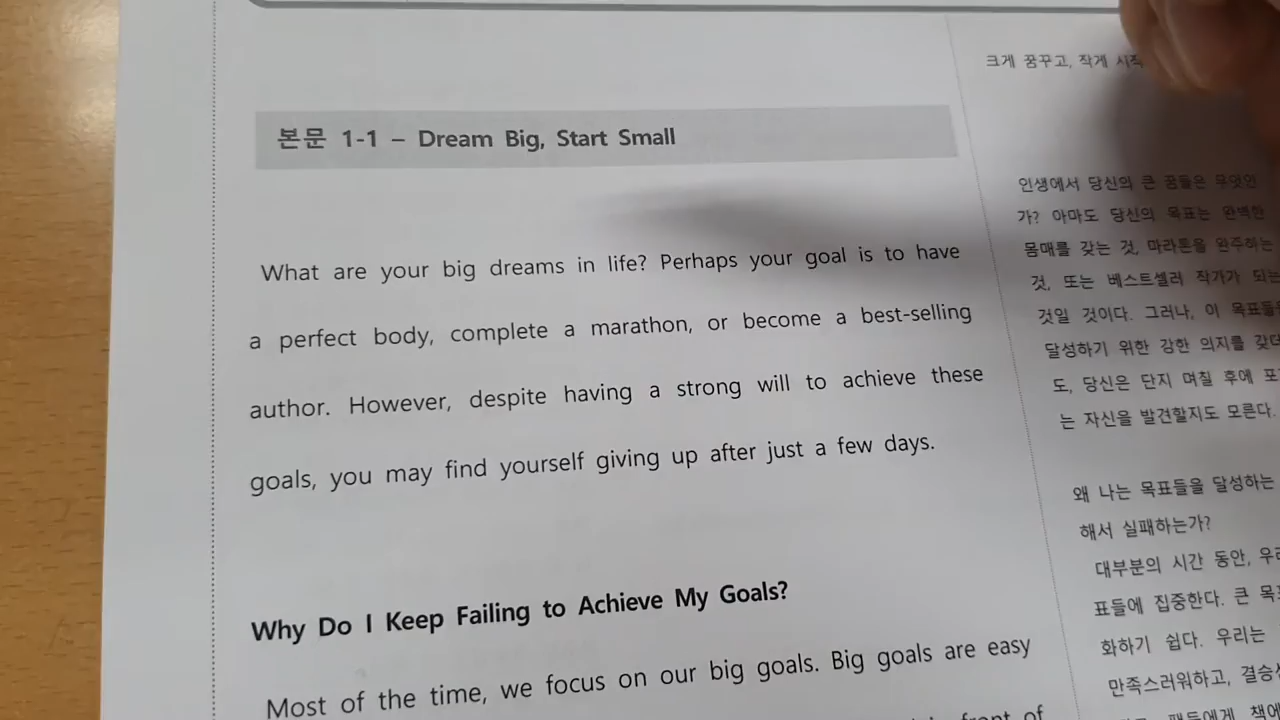 본문 1-1 – Dream Big, Start Small
What are your big dreams in life? Perhaps your goal is to have
a perfect body, complete a marathon, or become a best-selling
author. However, despite having a strong will to achieve these
goals, you may find yourself giving up after just a few days.
Why Do I Keep Failing to Achieve My Goals?
Most of the time, we focus on our big goals. Big goals are easy
front of
크게 꿈꾸고, 작게 시작
인생에서 당신의 큰 꿈들은 무엇인
가? 아마도 당신의 목표는 완벽한
몸매를 갖는 것, 마라톤을 완주하는
것, 또는 베스트셀러 작가가 되는
것일 것이다. 그러나, 이 목표들을
달성하기 위한 강한 의지를 갖더
도, 당신은 단지 며칠 후에 포
는 자신을 발견할지도 모른다.
왜 나는 목표들을 달성하는
해서 실패하는가?
대부분의 시간 동안, 우리
표들에 집중한다. 큰 목
화하기 쉽다. 우리는
만족스러워하고, 결승
팬들에게 책에